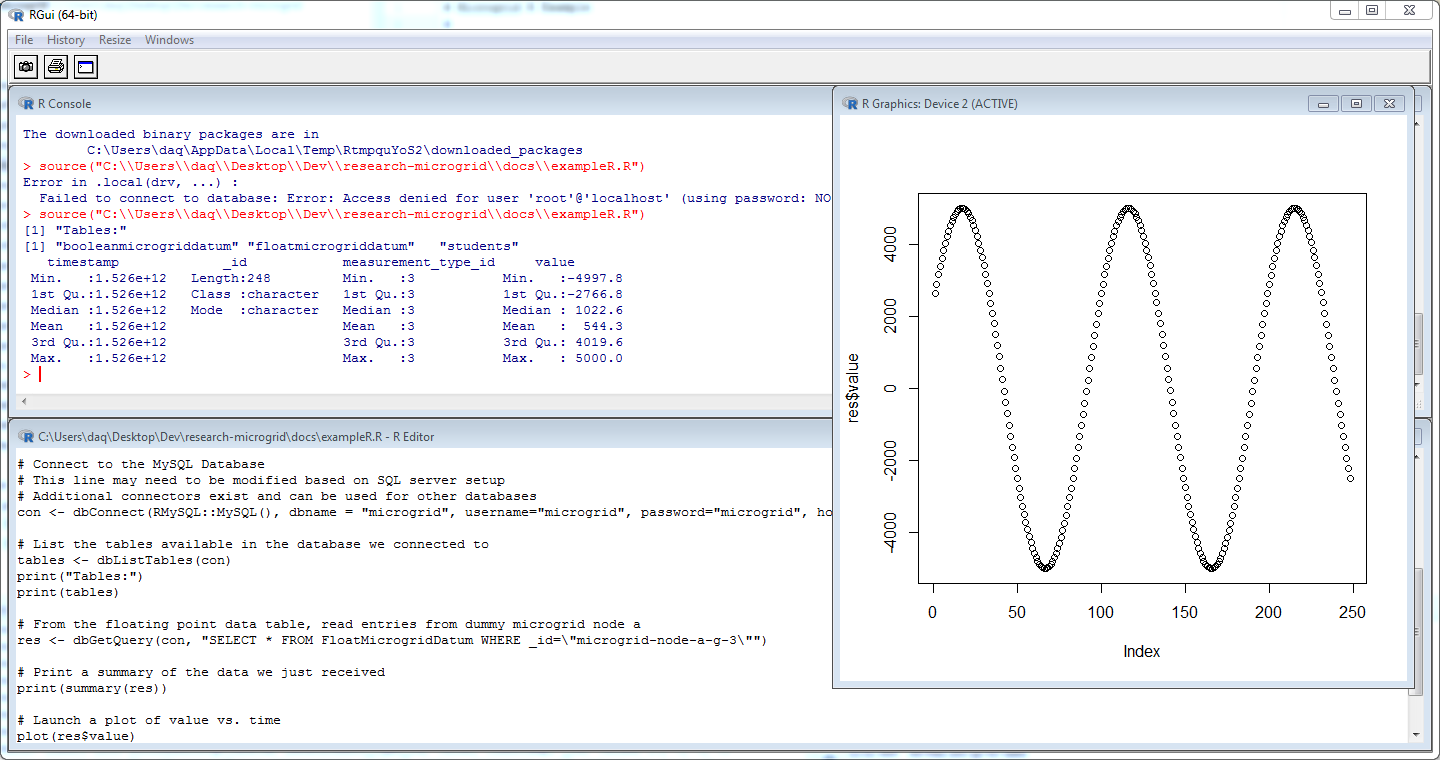 RGui (64-bit)
File History Resize Windows
R Console
The downloaded binary packages are in
C:\Users\daq\AppData\Local\Temp\RtmpquYoS2\downloaded_packages
> source("C:\\Users\\daq\\Desktop\\Dev\\research-microgrid\\docs\\exampleR.R")
Error in .local(drv, ...) :
Failed to connect to database: Error: Access denied for user 'root'@'localhost' (using password: NO
> source("C:\\Users\\daq\\Desktop\\Dev\\research-microgrid\\docs\\exampleR.R")
[1] "Tables:"
[1] "booleanmicrogriddatum" "floatmicrogriddatum" "students"
timestamp _id measurement_type_id value
Min. :1.526e+12 Length:248 Min. :3 Min. :-4997.8
1st Qu.:1.526e+12 Class :character 1st Qu.:3 1st Qu.:-2766.8
Median :1.526e+12 Mode :character Median :3 Median : 1022.6
Mean :1.526e+12 Mean :3 Mean : 544.3
3rd Qu.:1.526e+12 3rd Qu.:3 3rd Qu.: 4019.6
Max. :1.526e+12 Max. :3 Max. : 5000.0
>
C:\Users\daq\Desktop\Dev\research-microgrid\docs\exampleR.R - R Editor
# Connect to the MySQL Database
# This line may need to be modified based on SQL server setup
# Additional connectors exist and can be used for other databases
con <- dbConnect(RMySQL::MySQL(), dbname = "microgrid", username="microgrid", password="microgrid", ho
# List the tables available in the database we connected to
tables <- dbListTables(con)
print("Tables:")
print(tables)
# From the floating point data table, read entries from dummy microgrid node a
res <- dbGetQuery(con, "SELECT * FROM FloatMicrogridDatum WHERE _id=\"microgrid-node-a-g-3\"")
# Print a summary of the data we just received
print(summary(res))
# Launch a plot of value vs. time
plot(res$value)
R Graphics: Device 2 (ACTIVE)
res$value
4000
2000
0
-2000
-4000
0 50 100 150 200 250
Index